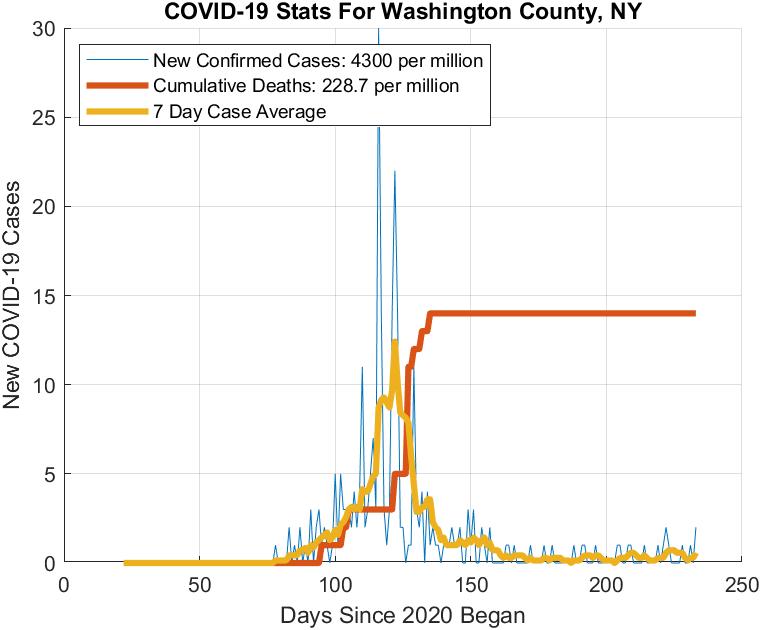 COVID-19 Stats For Washington County, NY
New Confirmed Cases: 4300 per million
Cumulative Deaths: 228.7 per million
7 Day Case Average
New COVID-19 Cases
30
25
20
15
10
5
0
0 50 100 150 200 250
Days Since 2020 Began